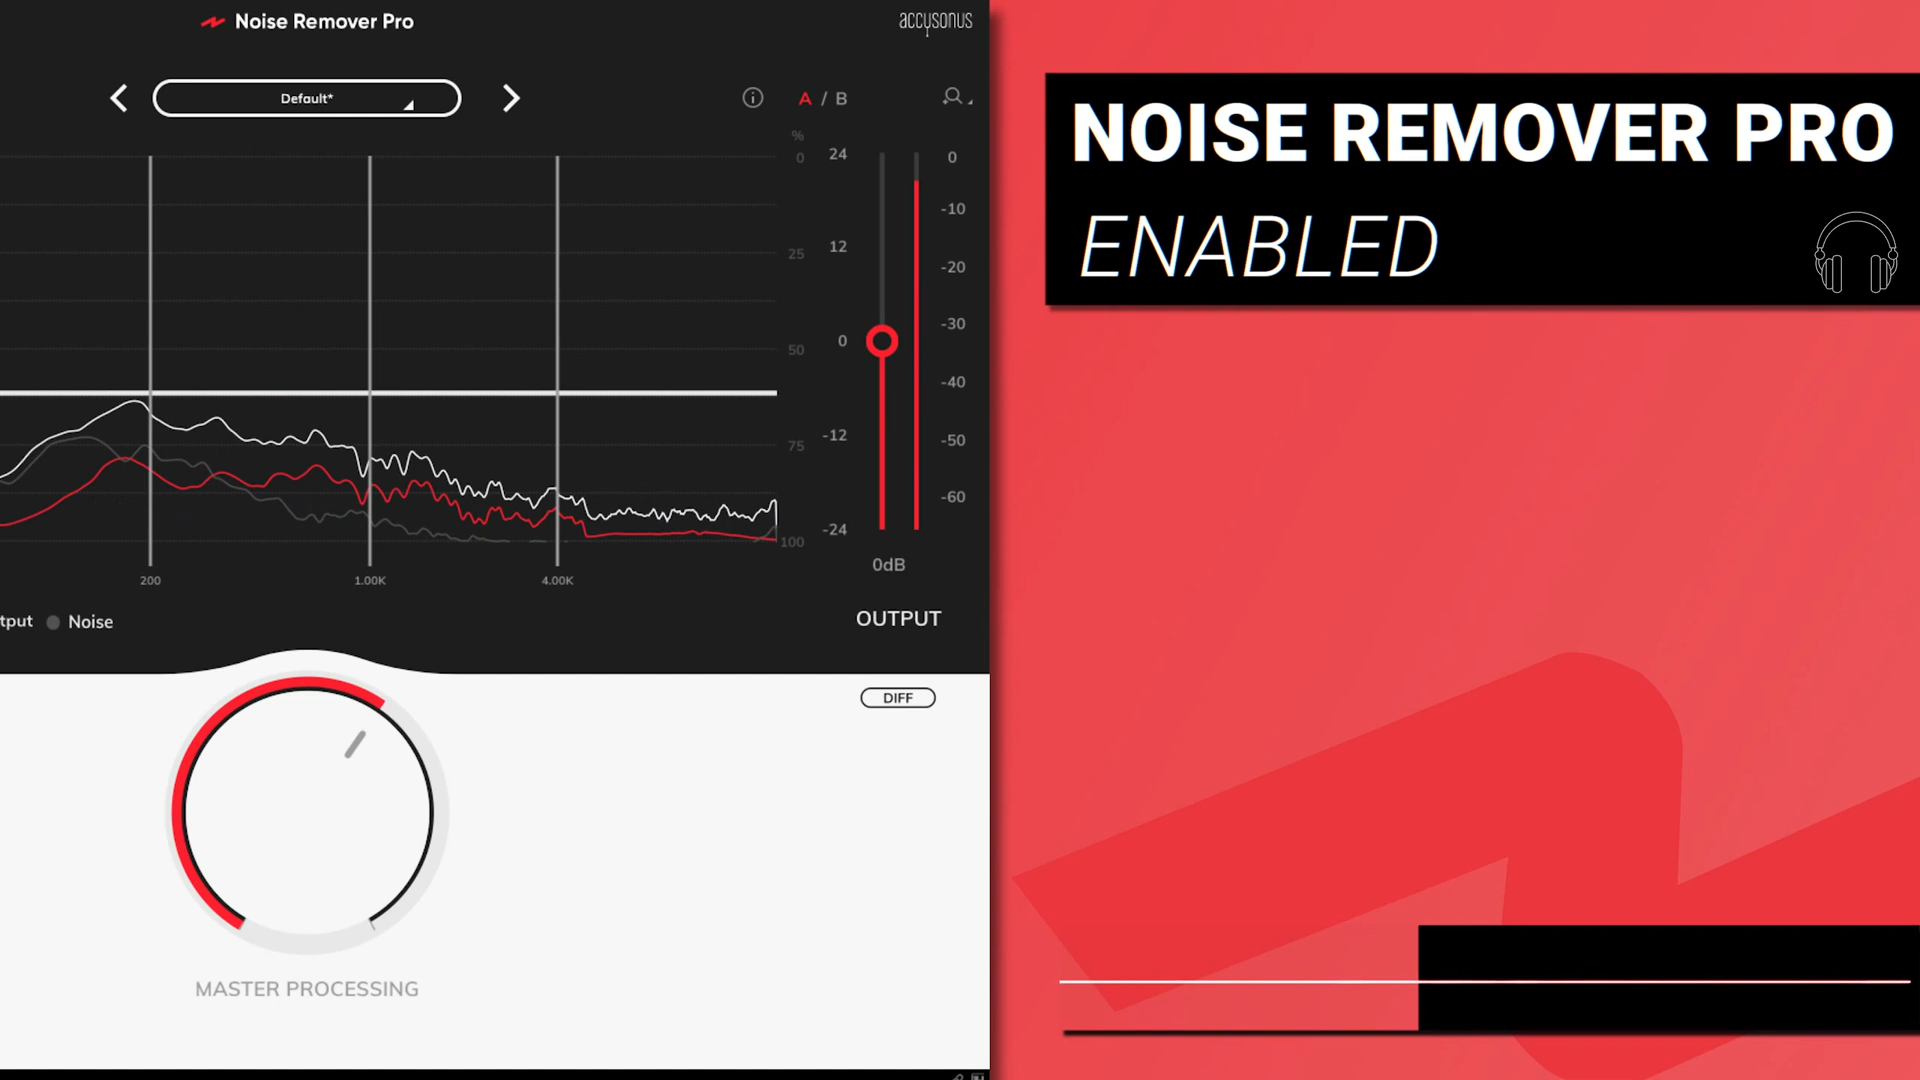 Noise Remover Pro
accusonus
Default*
A / B
%
0
25
50
75
100
24
12
0
-12
-24
0
-10
-20
-30
-40
-50
-60
0dB
200
1.00K
4.00K
tput
Noise
OUTPUT
DIFF
MASTER PROCESSING
NOISE REMOVER PRO
ENABLED